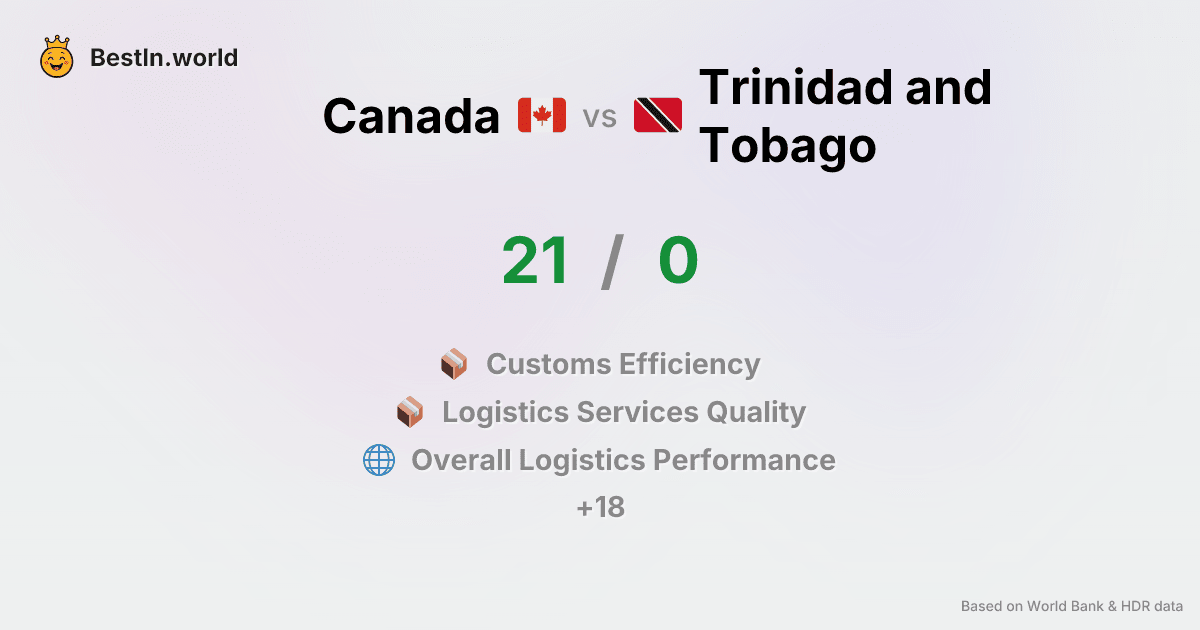 BestIn.world
Canada vs Trinidad and
Tobago
21 / 0
Customs Efficiency
Logistics Services Quality
Overall Logistics Performance
+18
Based on World Bank & HDR data